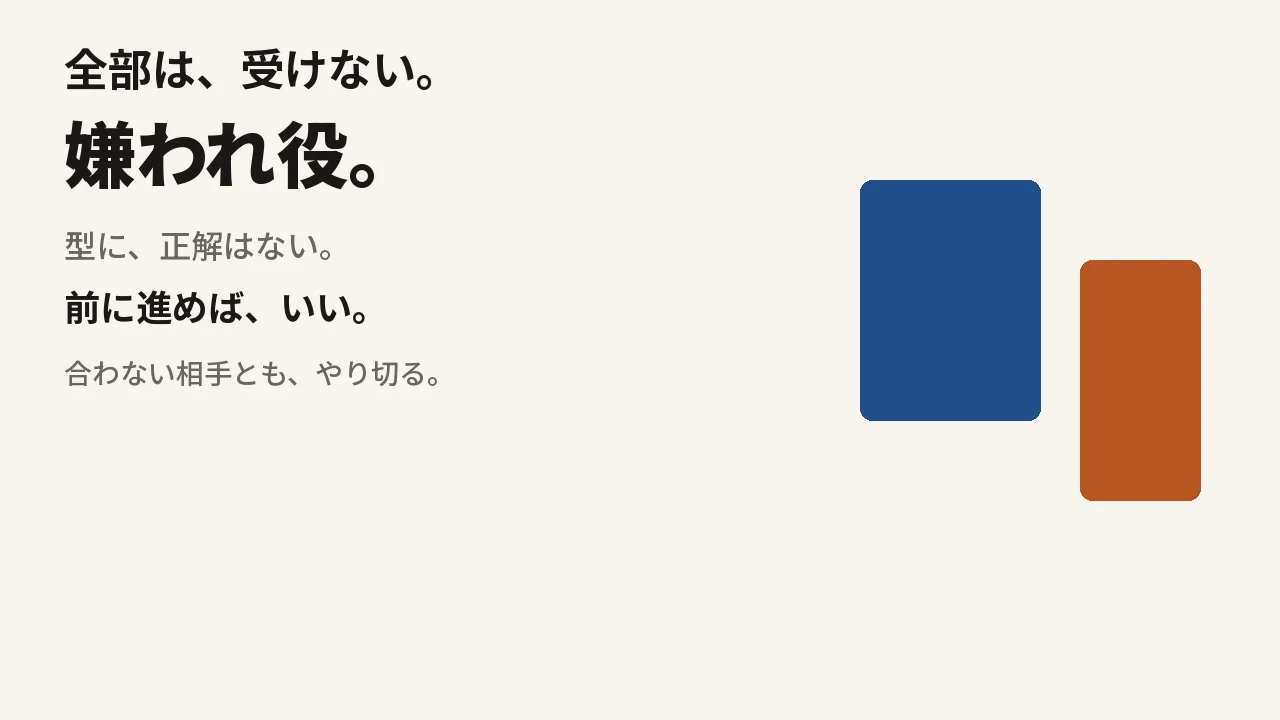 全部は、受けない。
嫌われ役。
型に、正解はない。
前に進めば、いい。
合わない相手とも、やり切る。